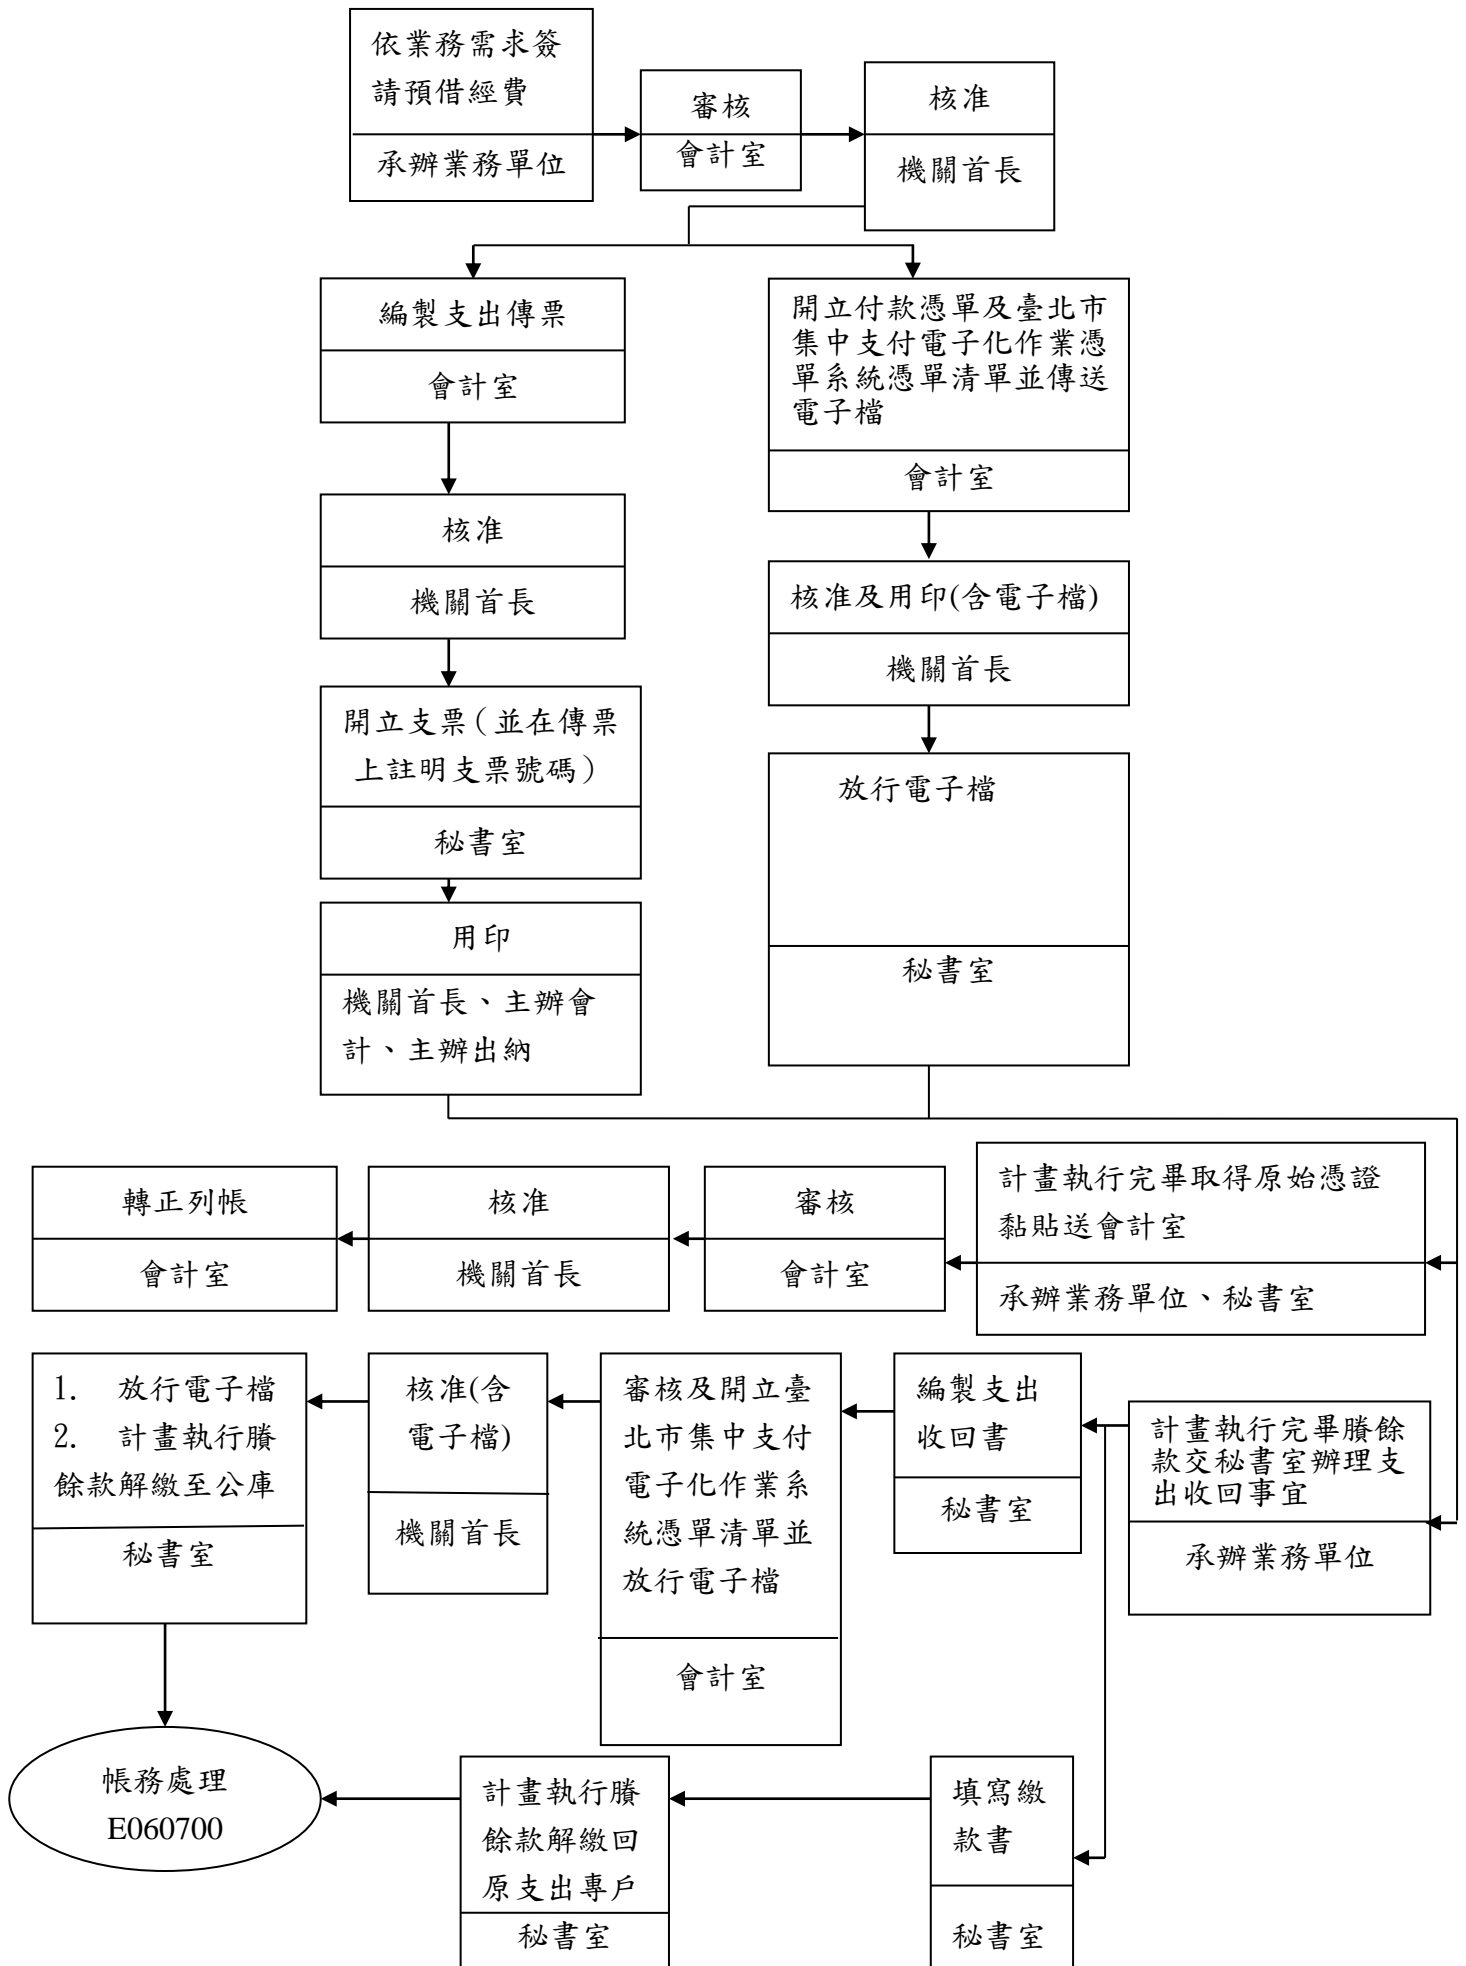 依業務需求簽
請預借經費
承辦業務單位
審核
會計室
核准
機關首長
編製支出傳票
會計室
開立付款憑單及臺北市
集中支付電子化作業憑
單系統憑單清單並傳送
電子檔
會計室
核准
機關首長
核准及用印(含電子檔)
機關首長
開立支票（並在傳票
上註明支票號碼）
秘書室
放行電子檔
秘書室
用印
機關首長、主辦會
計、主辦出納
計畫執行完畢取得原始憑證
黏貼送會計室
承辦業務單位、秘書室
審核
會計室
核准
機關首長
轉正列帳
會計室
計畫執行完畢賸餘
款交秘書室辦理支
出收回事宜
承辦業務單位
編製支出
收回書
秘書室
審核及開立臺
北市集中支付
電子化作業系
統憑單清單並
放行電子檔
會計室
核准(含
電子檔)
機關首長
1. 放行電子檔
2. 計畫執行賸
餘款解繳至公庫
秘書室
填寫繳
款書
秘書室
計畫執行賸
餘款解繳回
原支出專戶
秘書室
帳務處理
E060700